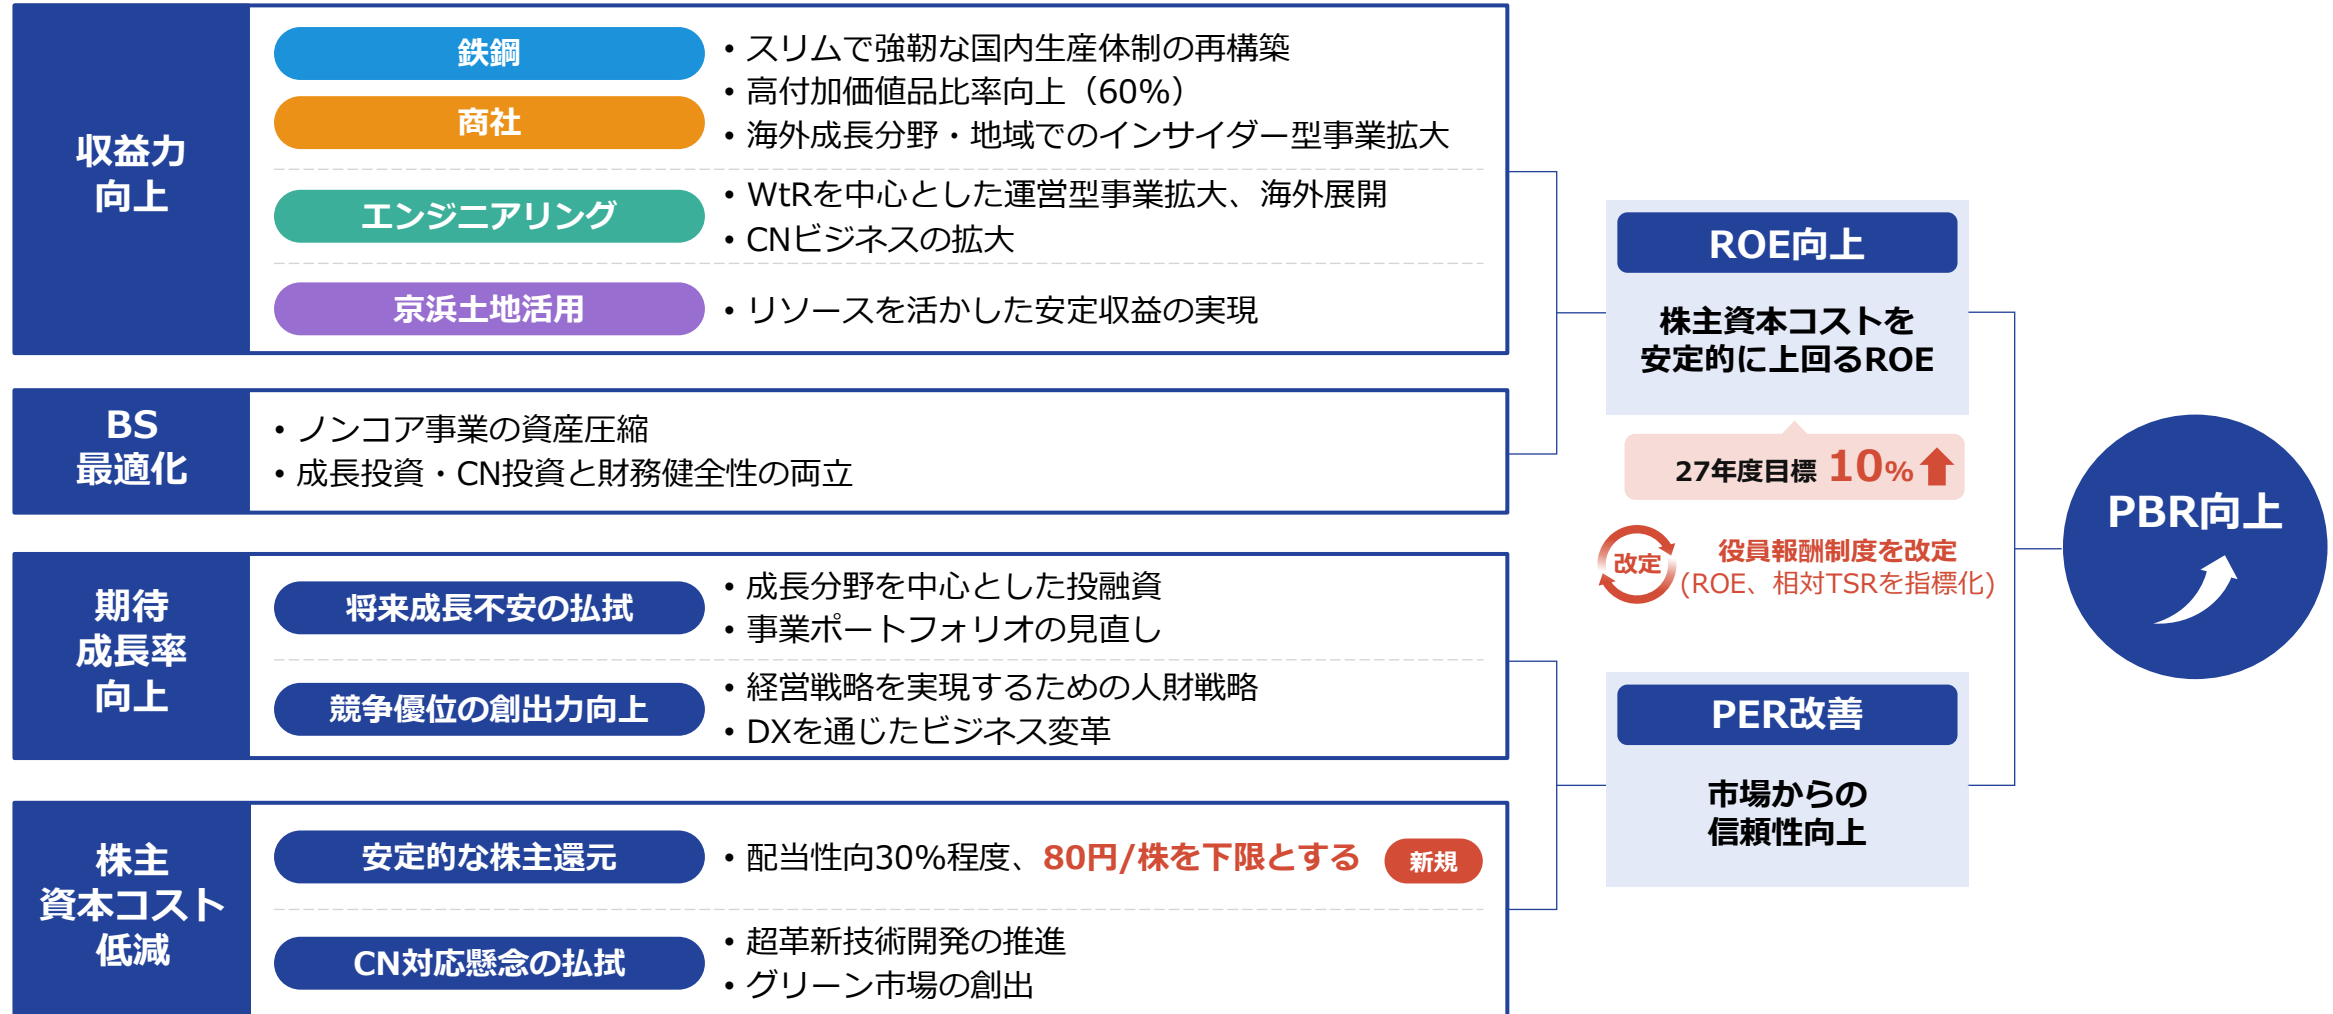 収益力
向上
鉄鋼
商社
・スリムで強靭な国内生産体制の再構築
・高付加価値品比率向上（60%）
・海外成長分野・地域でのインサイダー型事業拡大
エンジニアリング
・WtRを中心とした運営型事業拡大、海外展開
・CNビジネスの拡大
京浜土地活用
・リソースを活かした安定収益の実現
BS
最適化
・ノンコア事業の資産圧縮
・成長投資・CN投資と財務健全性の両立
期待
成長率
向上
将来成長不安の払拭
・成長分野を中心とした投融資
・事業ポートフォリオの見直し
競争優位の創出力向上
・経営戦略を実現するための人財戦略
・DXを通じたビジネス変革
株主
資本コスト
低減
安定的な株主還元
・配当性向30%程度、80円/株を下限とする
新規
CN対応懸念の払拭
・超革新技術開発の推進
・グリーン市場の創出
ROE向上
株主資本コストを
安定的に上回るROE
27年度目標 10%
改定
役員報酬制度を改定
(ROE、相対TSRを指標化)
PER改善
市場からの
信頼性向上
PBR向上